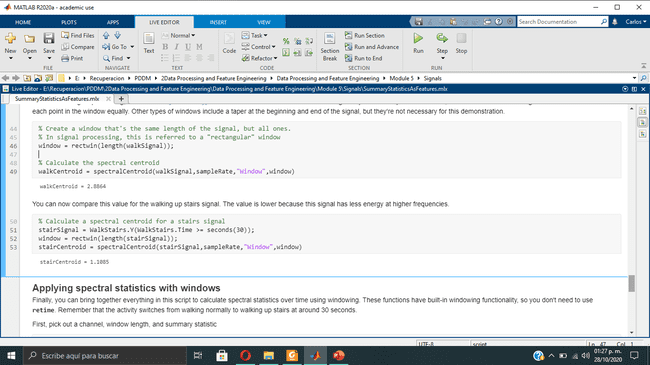 MATLAB R2020a - academic use
HOME PLOTS APPS LIVE EDITOR INSERT VIEW Search Documentation Carlos
New Open Save Find Files Compare Print Go To Find Text Normal B I U M Code Task Control Refactor Section Break Run Section Run and Advance Run to End Run Step Stop
FILE NAVIGATE TEXT CODE SECTION RUN
E: Recuperacion PDDM 2Data Processing and Feature Engineering Data Processing and Feature Engineering Module 5 Signals
Live Editor - E:\Recuperacion\PDDM\2Data Processing and Feature Engineering\Data Processing and Feature Engineering\Module 5\Signals\SummaryStatisticsAsFeatures.mlx
SummaryStatisticsAsFeatures.mlx
each point in the window equally. Other types of windows include a taper at the beginning and end of the signal, but they're not necessary for this demonstration.
44 % Create a window that's the same length of the signal, but all ones.
45 % In signal processing, this is referred to a "rectangular" window
46 window = rectwin(length(walkSignal));
47
48 % Calculate the spectral centroid
49 walkCentroid = spectralCentroid(walkSignal,sampleRate,"Window",window)
walkCentroid = 2.8864
You can now compare this value for the walking up stairs signal. The value is lower because this signal has less energy at higher frequencies.
50 % Calculate a spectral centroid for a stairs signal
51 stairSignal = WalkStairs.Y(WalkStairs.Time >= seconds(30));
52 window = rectwin(length(stairSignal));
53 stairCentroid = spectralCentroid(stairSignal,sampleRate,"Window",window)
stairCentroid = 1.1085
Applying spectral statistics with windows
Finally, you can bring together everything in this script to calculate spectral statistics over time using windowing. These functions have built-in windowing functionality, so you don't need to use
retime. Remember that the activity switches from walking normally to walking up stairs at around 30 seconds.
First, pick out a channel, window length, and summary statistic
UTF-8 script Ln 47 Col 1
Escribe aquí para buscar
01:27 p. m.
28/10/2020